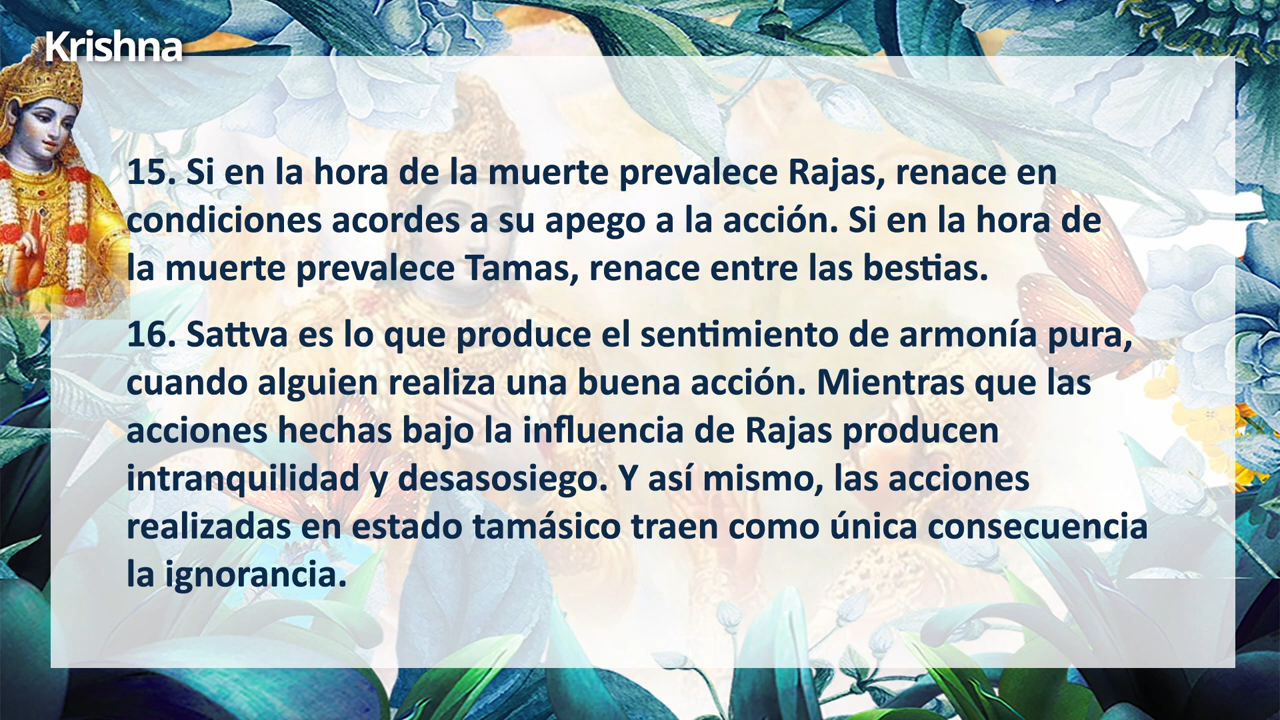 Krishna
15. Si en la hora de la muerte prevalece Rajas, renace en
condiciones acordes a su apego a la acción. Si en la hora de
la muerte prevalece Tamas, renace entre las bestias.
16. Sattva es lo que produce el sentimiento de armonía pura,
cuando alguien realiza una buena acción. Mientras que las
acciones hechas bajo la influencia de Rajas producen
intranquilidad y desasosiego. Y así mismo, las acciones
realizadas en estado tamásico traen como única consecuencia
la ignorancia.